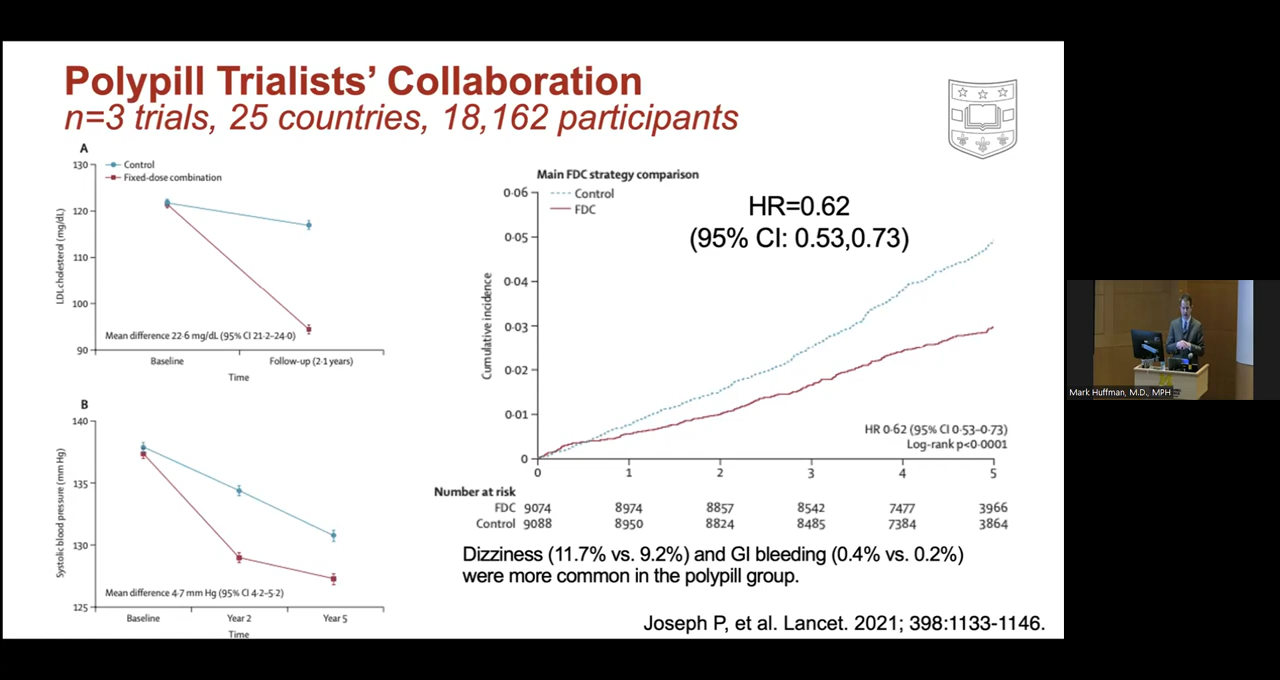 Polypill Trialists’ Collaboration
n=3 trials, 25 countries, 18,162 participants
A
Control
Fixed-dose combination
130
120
110
100
90
LDL cholesterol (mg/dL)
Mean difference 22·6 mg/dL (95% CI 21·2–24·0)
Baseline
Follow-up (2·1 years)
Time
B
140
135
130
125
Systolic blood pressure (mm Hg)
Mean difference 4·7 mm Hg (95% CI 4·2–5·2)
Baseline
Year 2
Year 5
Time
Main FDC strategy comparison
Control
FDC
HR=0.62
(95% CI: 0.53,0.73)
0·06
0·05
0·04
0·03
0·02
0·01
0
Cumulative incidence
HR 0·62 (95% CI 0·53–0·73)
Log-rank p<0·0001
0 1 2 3 4 5
Number at risk
FDC 9074 8974 8857 8542 7477 3966
Control 9088 8950 8824 8485 7384 3864
Dizziness (11.7% vs. 9.2%) and GI bleeding (0.4% vs. 0.2%)
were more common in the polypill group.
Joseph P, et al. Lancet. 2021; 398:1133-1146.
Mark Huffman, M.D., MPH